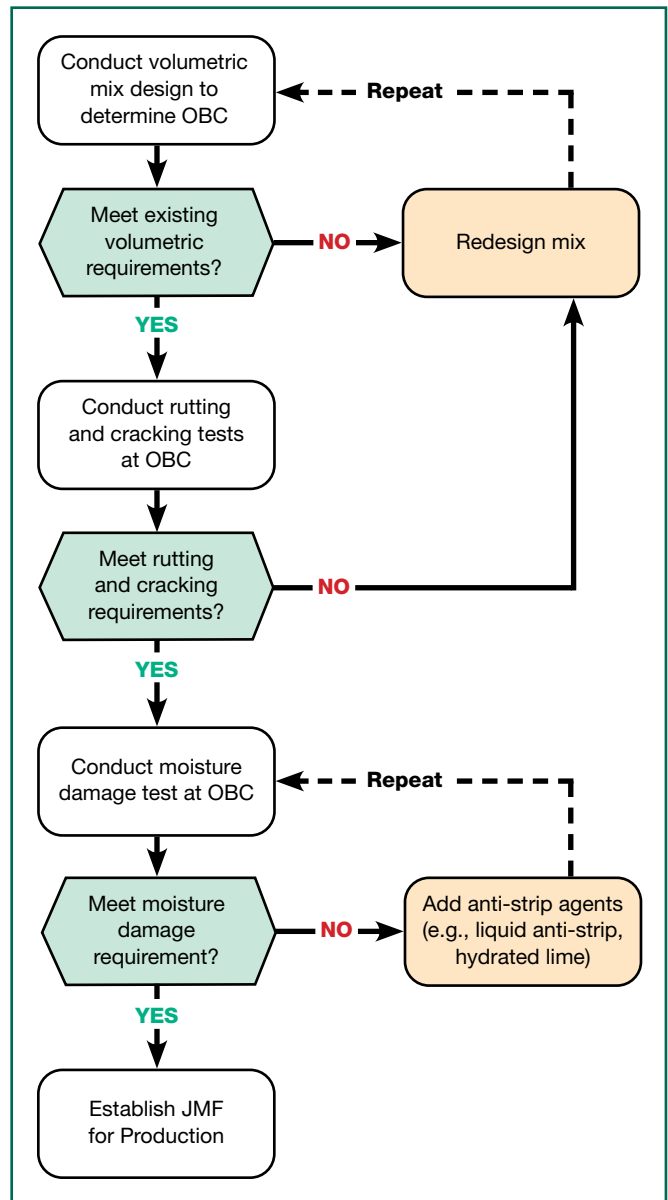 Conduct volumetric
mix design to
determine OBC
Repeat
Meet existing
volumetric
requirements?
NO
Redesign mix
YES
Conduct rutting
and cracking tests
at OBC
Meet rutting
and cracking
requirements?
NO
YES
Conduct moisture
damage test at OBC
Repeat
Meet moisture
damage
requirement?
NO
Add anti-strip agents
(e.g., liquid anti-strip,
hydrated lime)
YES
Establish JMF
for Production